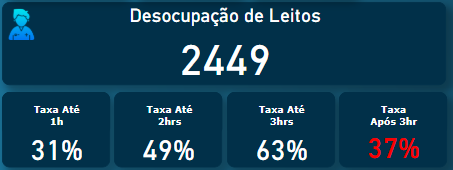 Desocupação de Leitos
2449
Taxa Até
1h
31%
Taxa Até
2hrs
49%
Taxa Até
3hrs
63%
Taxa
Após 3hr
37%